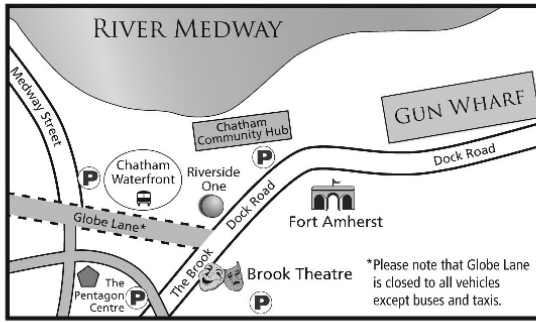 RIVER MEDWAY
Medway Street
GUN WHARF
Chatham
Community Hub
P
Dock Road
P
Chatham
Waterfront
Riverside
One
Dock Road
Fort Amherst
Globe Lane*
The Brook
Brook Theatre
*Please note that Globe Lane
is closed to all vehicles
except buses and taxis.
The
Pentagon
Centre
P
P